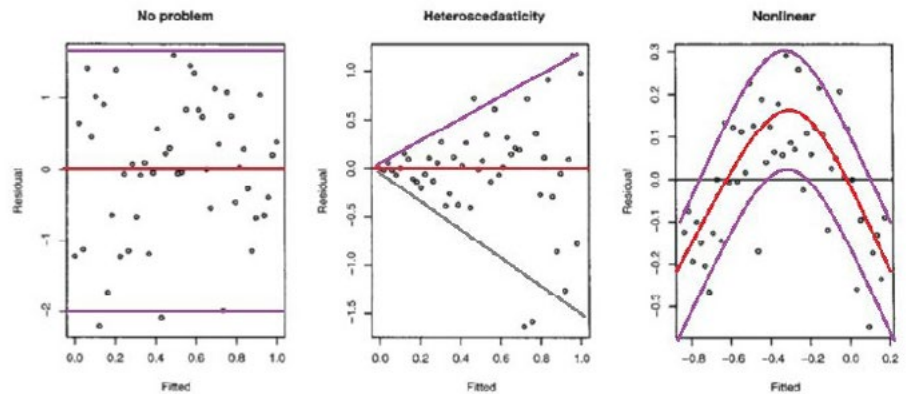 No problem
Residual
1
0
-1
-2
0.0 0.2 0.4 0.6 0.8 1.0
Fitted
Heteroscedasticity
Residual
1.0
0.5
0.0
-0.5
-1.0
-1.5
0.0 0.2 0.4 0.6 0.8 1.0
Fitted
Nonlinear
Residual
0.3
0.2
0.1
0.0
-0.1
-0.2
-0.3
-0.8 -0.6 -0.4 -0.2 0.0 0.2
Fitted